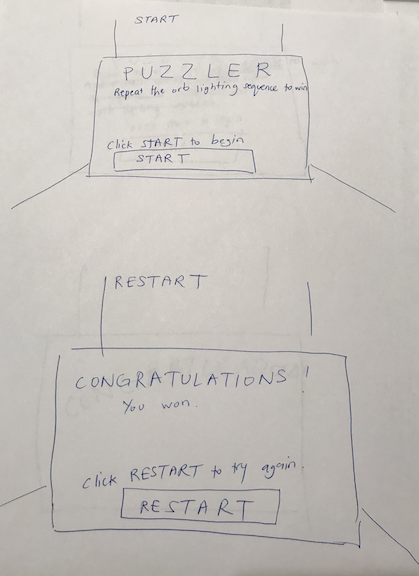 START
PUZZLER
Repeat the orb lighting sequence to win
Click START to begin
START
RESTART
CONGRATULATIONS !
You won.
Click RESTART to try again.
RESTART